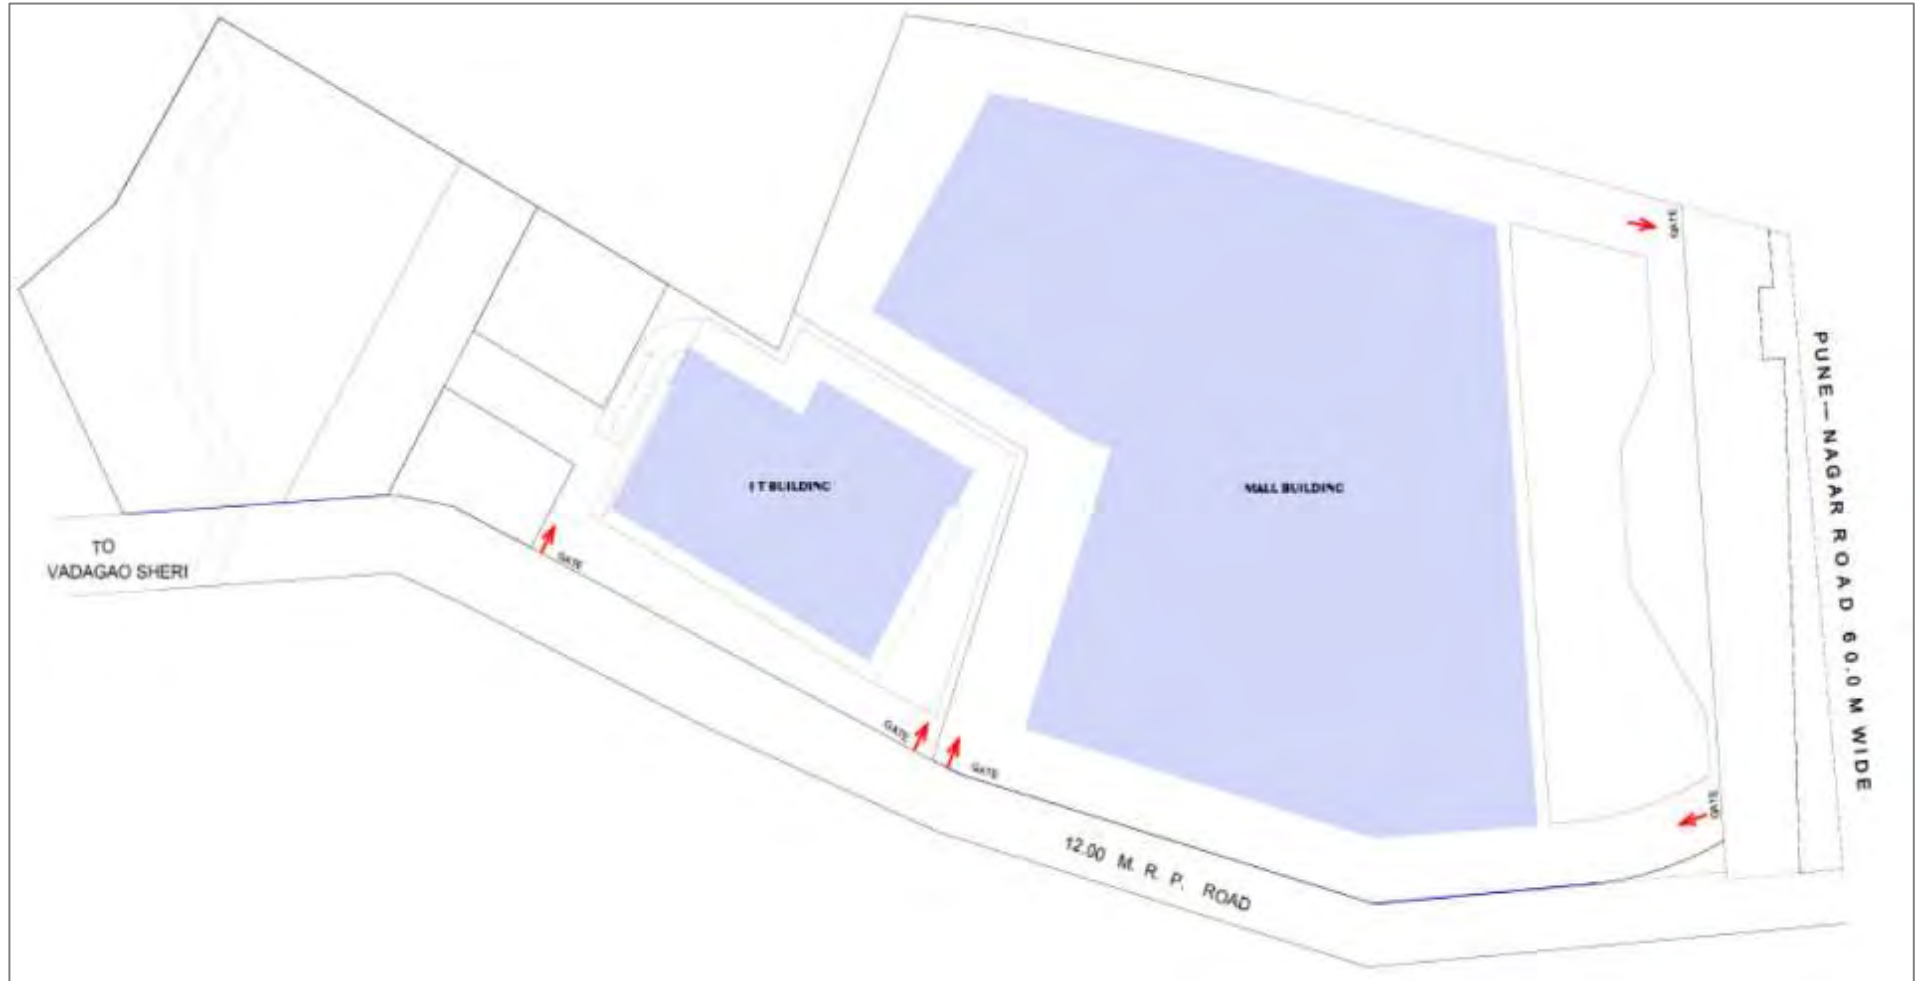 GATE
PUNE—NAGAR ROAD 60.0 M WIDE
I T BUILDING
MALL BUILDING
TO
VADAGAO SHERI
GATE
GATE
GATE
GATE
12.00 M. R. P. ROAD